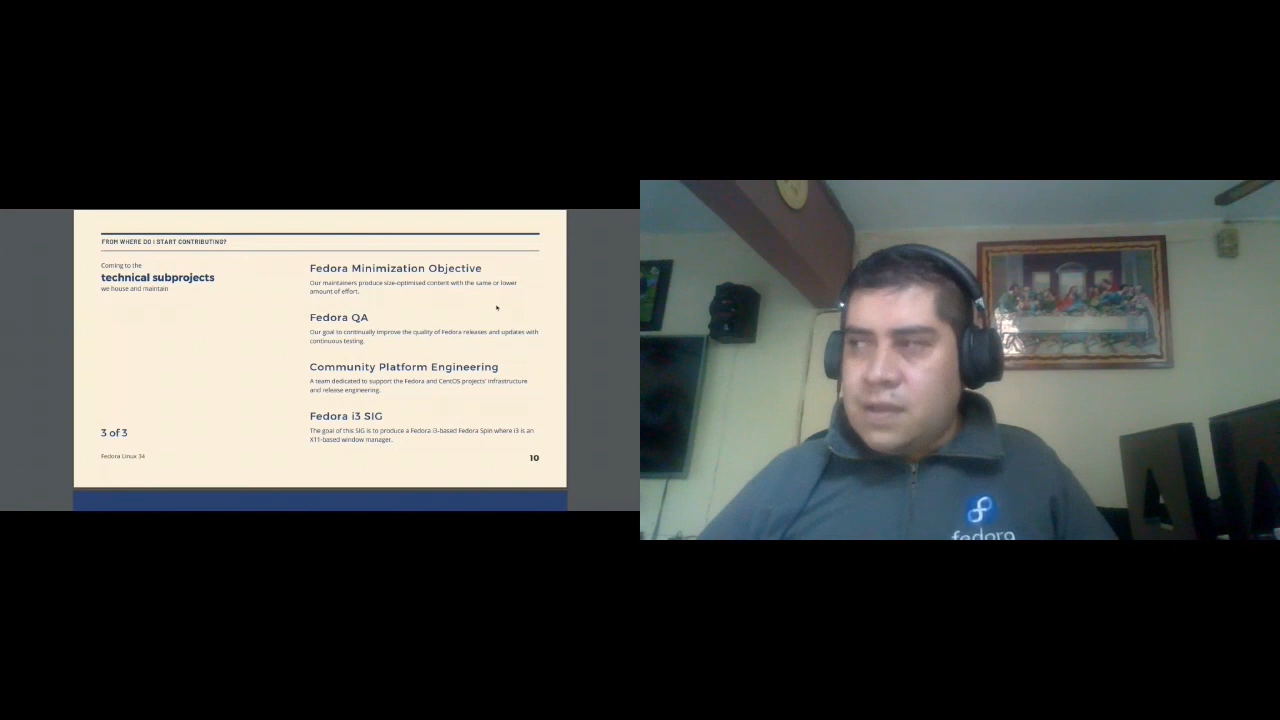 FROM WHERE DO I START CONTRIBUTING?
Coming to the
technical subprojects
we house and maintain
3 of 3
Fedora Linux 34
Fedora Minimization Objective
Our maintainers produce size-optimised content with the same or lower
amount of effort.
Fedora QA
Our goal to continually improve the quality of Fedora releases and updates with
continuous testing.
Community Platform Engineering
A team dedicated to support the Fedora and CentOS projects' infrastructure
and release engineering.
Fedora i3 SIG
The goal of this SIG is to produce a Fedora i3-based Fedora Spin where i3 is an
X11-based window manager.
10
fedora